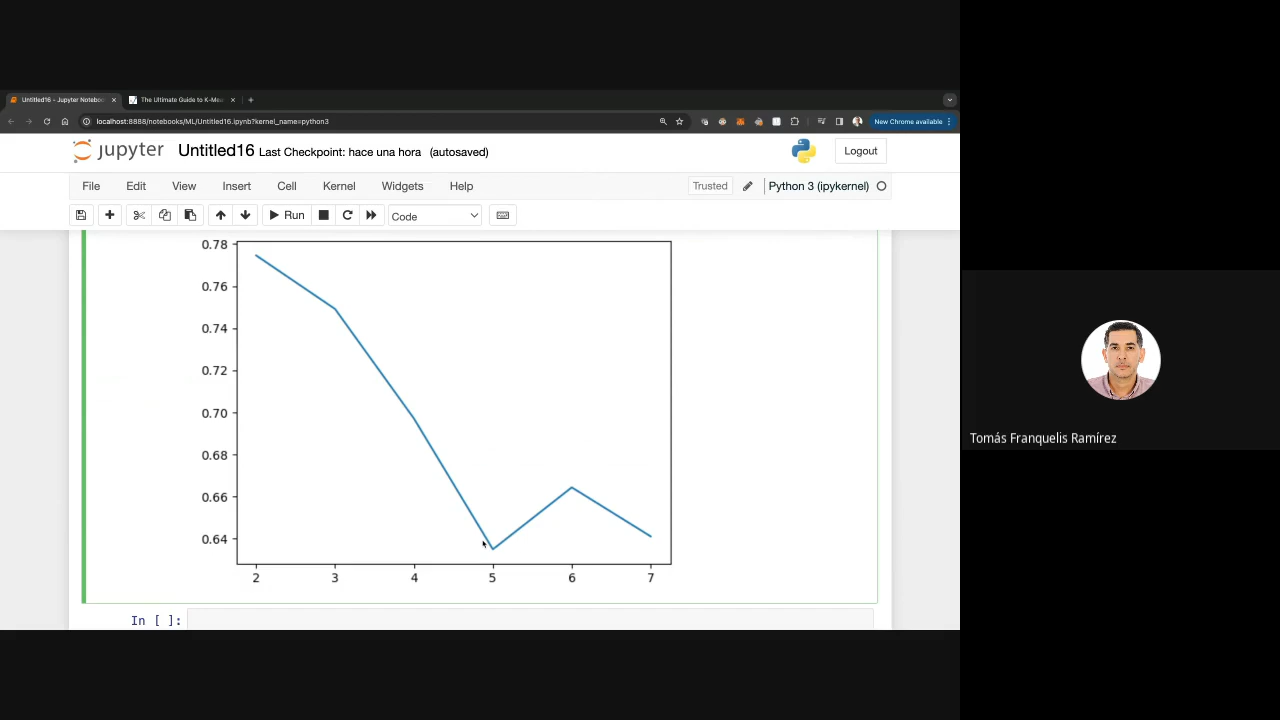 Untitled16 - Jupyter Noteboo
The Ultimate Guide to K-Mea
localhost:8888/notebooks/ML/Untitled16.ipynb?kernel_name=python3
New Chrome available
jupyter Untitled16 Last Checkpoint: hace una hora (autosaved)
Logout
File Edit View Insert Cell Kernel Widgets Help
Trusted
Python 3 (ipykernel)
Run
Code
0.78
0.76
0.74
0.72
0.70
0.68
0.66
0.64
2 3 4 5 6 7
In [ ]:
Tomás Franquelis Ramírez